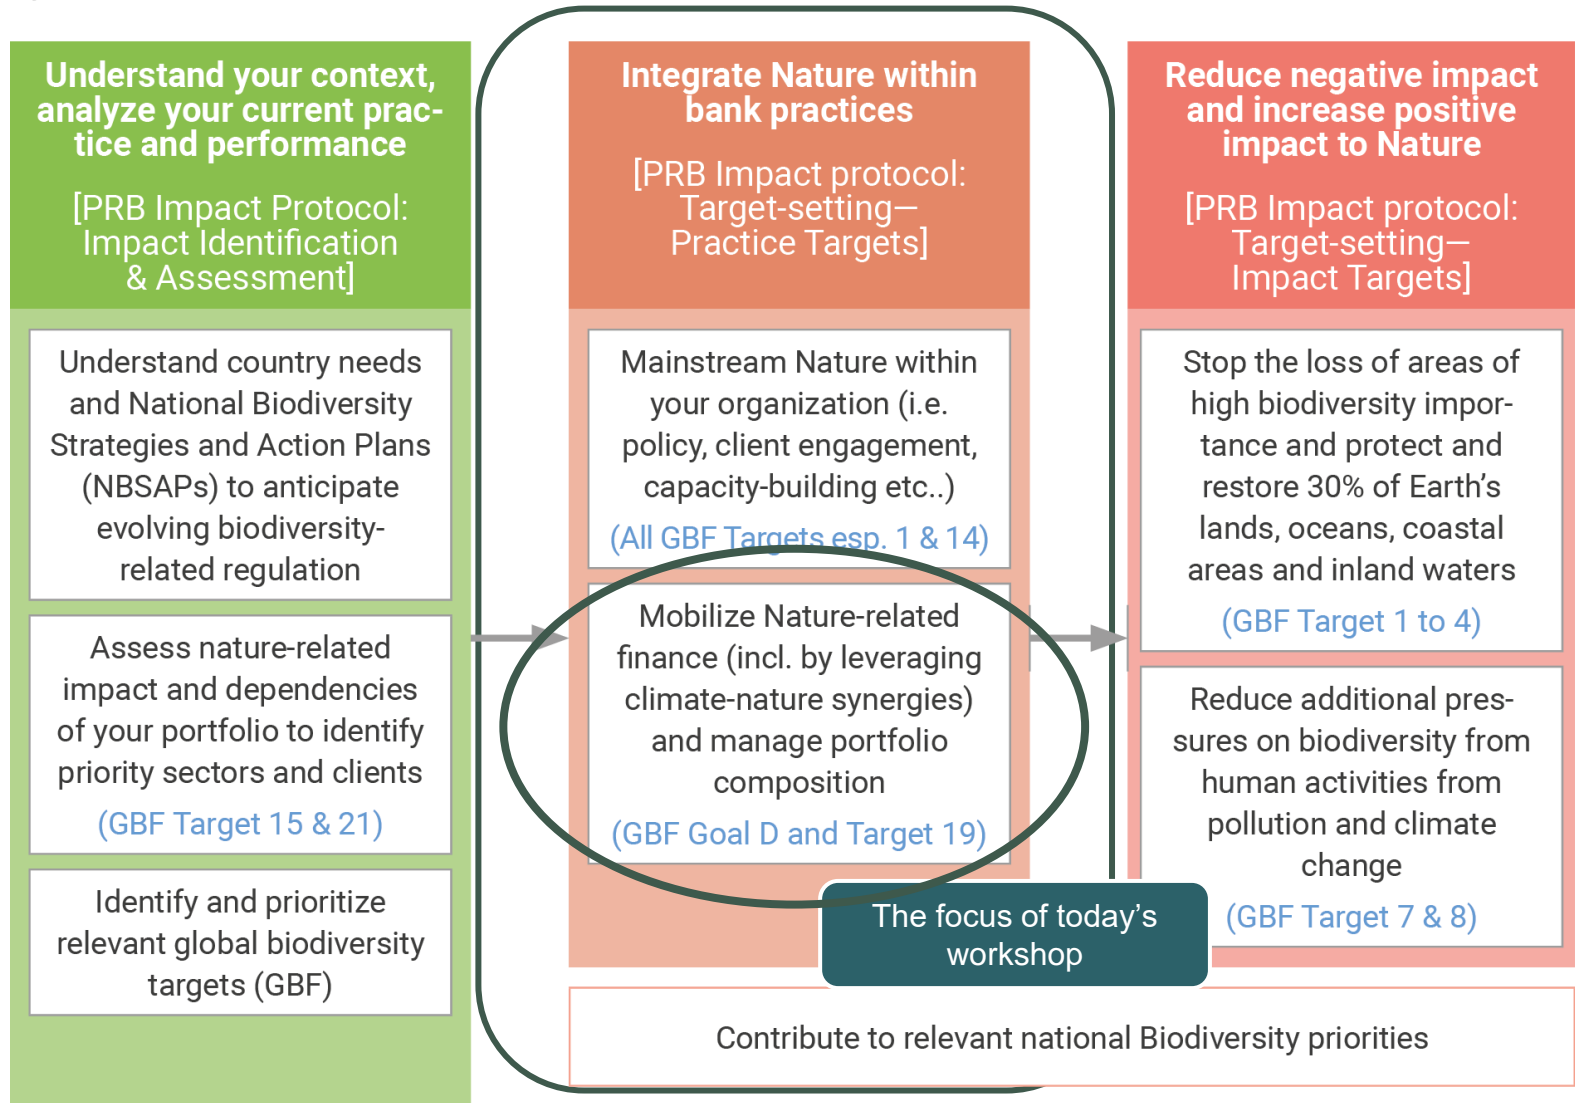 Understand your context,
analyze your current prac-
tice and performance
[PRB Impact Protocol:
Impact Identification
& Assessment]
Understand country needs
and National Biodiversity
Strategies and Action Plans
(NBSAPs) to anticipate
evolving biodiversity-
related regulation
Assess nature-related
impact and dependencies
of your portfolio to identify
priority sectors and clients
(GBF Target 15 & 21)
Identify and prioritize
relevant global biodiversity
targets (GBF)
Integrate Nature within
bank practices
[PRB Impact protocol:
Target-setting—
Practice Targets]
Mainstream Nature within
your organization (i.e.
policy, client engagement,
capacity-building etc..)
(All GBF Targets esp. 1 & 14)
Mobilize Nature-related
finance (incl. by leveraging
climate-nature synergies)
and manage portfolio
composition
(GBF Goal D and Target 19)
The focus of today’s
workshop
Reduce negative impact
and increase positive
impact to Nature
[PRB Impact protocol:
Target-setting—
Impact Targets]
Stop the loss of areas of
high biodiversity impor-
tance and protect and
restore 30% of Earth’s
lands, oceans, coastal
areas and inland waters
(GBF Target 1 to 4)
Reduce additional pres-
sures on biodiversity from
human activities from
pollution and climate
change
(GBF Target 7 & 8)
Contribute to relevant national Biodiversity priorities